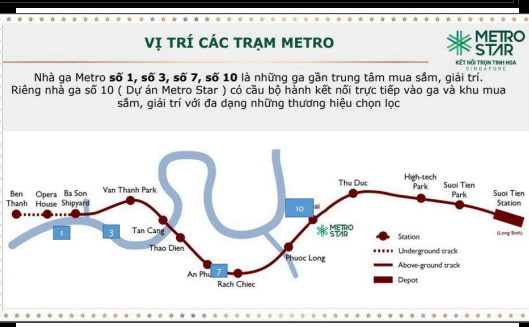 VỊ TRÍ CÁC TRẠM METRO
METRO
STAR
KẾT NỐI TRỌN TINH HOA
SINGAPORE
Nhà ga Metro số 1, số 3, số 7, số 10 là những ga gần trung tâm mua sắm, giải trí.
Riêng nhà ga số 10 ( Dự án Metro Star ) có cầu bộ hành kết nối trực tiếp vào ga và khu mua
sắm, giải trí với đa dạng những thương hiệu chọn lọc
Ben
Thanh
Opera
House
Ba Son
Shipyard
Van Thanh Park
Tan Cang
Thao Dien
An Phu
Rach Chiec
Phuoc Long
Thu Duc
High-tech
Park
Suoi Tien
Park
Suoi Tien
Station
(Long Binh)
1
3
7
10
METRO
STAR
Station
Underground track
Above-ground track
Depot